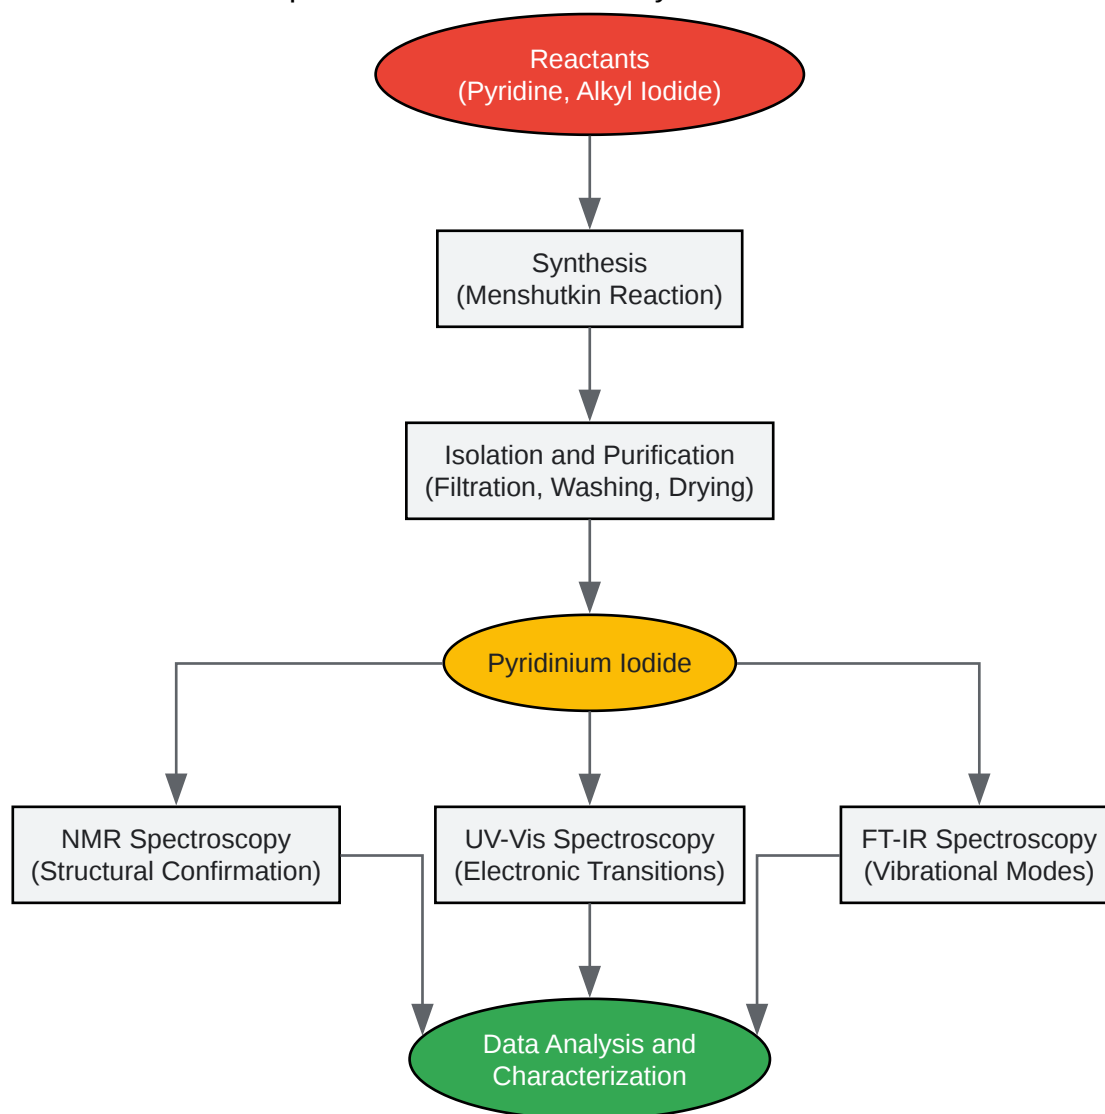 Reactants
(Pyridine, Alkyl Iodide)
Synthesis
(Menshutkin Reaction)
Isolation and Purification
(Filtration, Washing, Drying)
Pyridinium Iodide
NMR Spectroscopy
(Structural Confirmation)
UV-Vis Spectroscopy
(Electronic Transitions)
FT-IR Spectroscopy
(Vibrational Modes)
Data Analysis and
Characterization